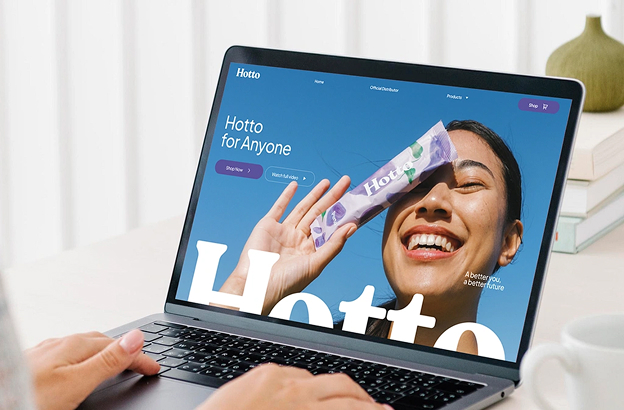 Hotto
Home
Official Distributor
Products
Shop
Hotto
for Anyone
Shop Now
Watch full video
Hotto
A better you,
a better future
Hotto